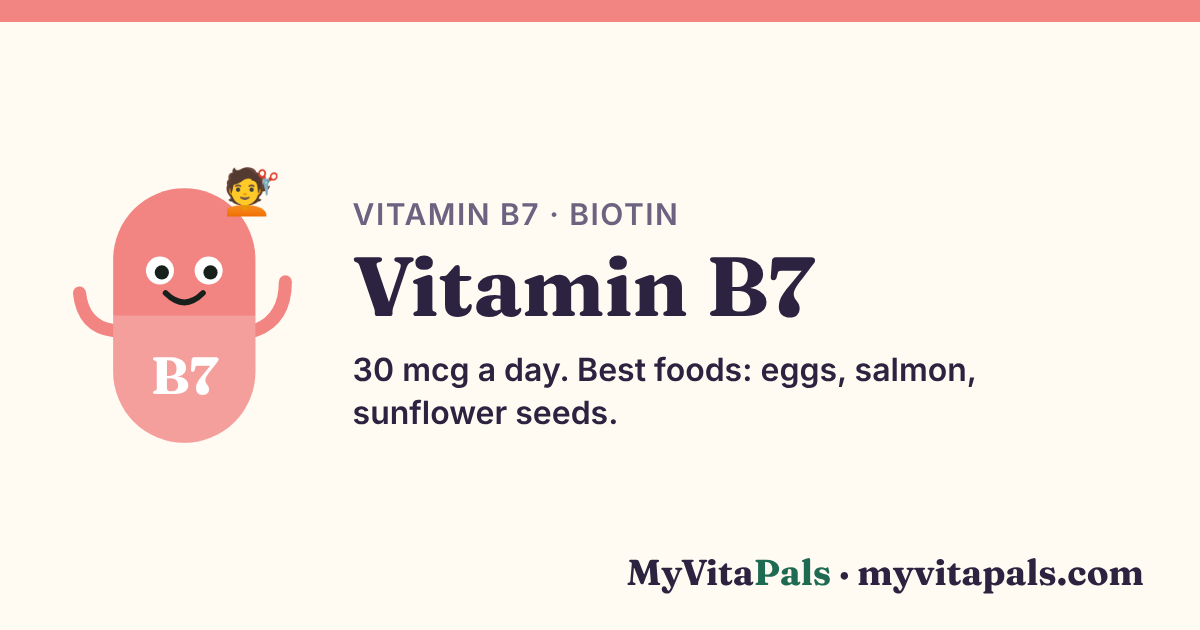 VITAMIN B7 · BIOTIN
Vitamin B7
30 mcg a day. Best foods: eggs, salmon,
sunflower seeds.
B7
MyVitaPals · myvitapals.com